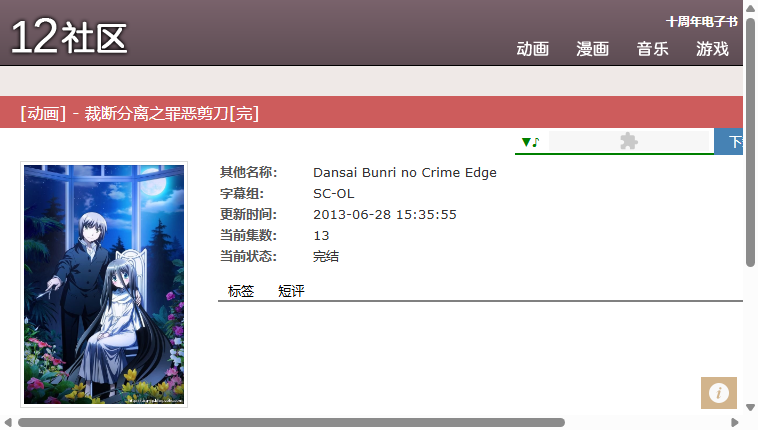 12社区
十周年电子书
动画 漫画 音乐 游戏
[动画] - 裁断分离之罪恶剪刀[完]
▼♪
下
其他名称: Dansai Bunri no Crime Edge
字幕组: SC-OL
更新时间: 2013-06-28 15:35:55
当前集数: 13
当前状态: 完结
标签 短评